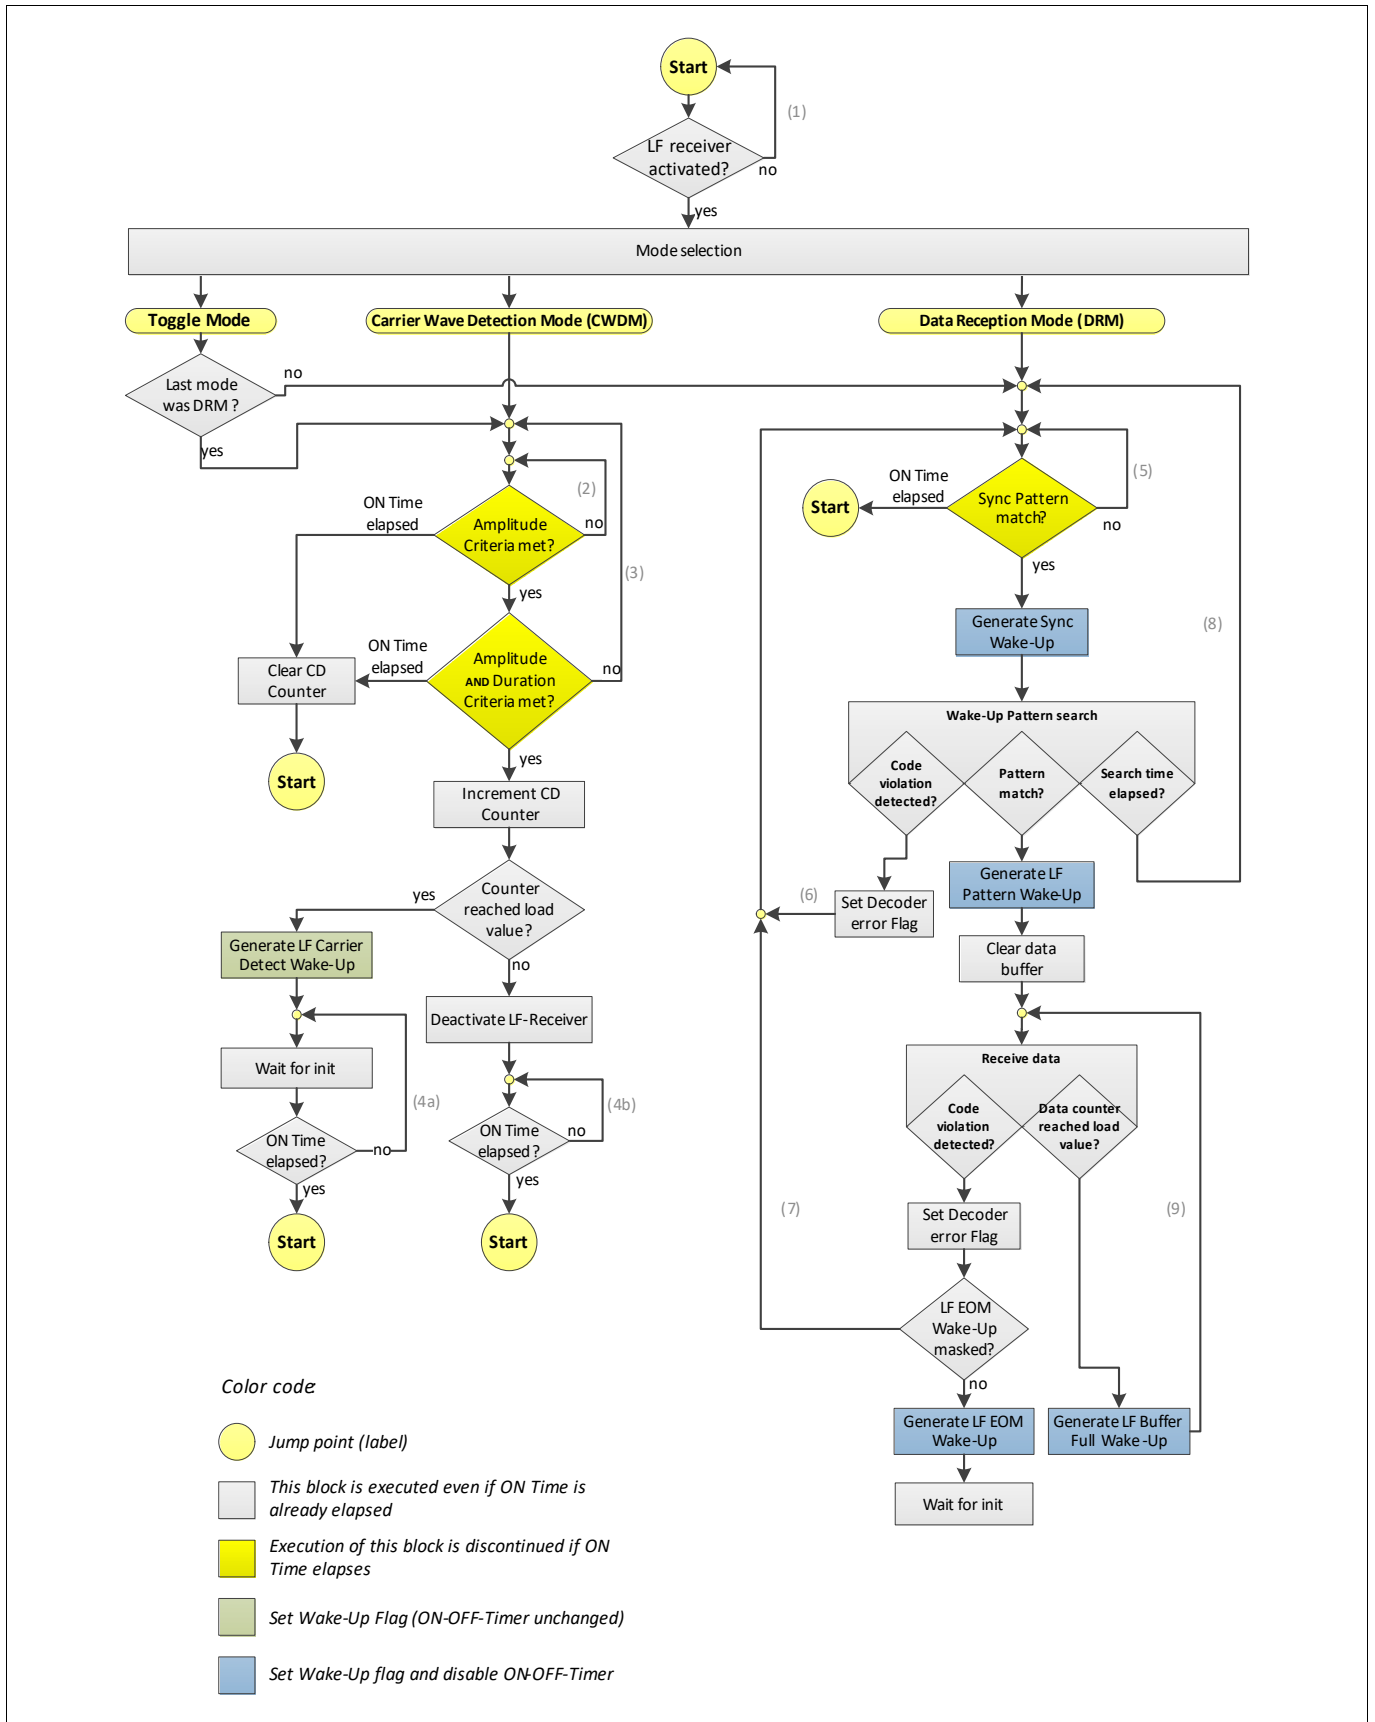 Start
(1)
LF receiver
activated?
no
yes
Mode selection
Toggle Mode
Carrier Wave Detection Mode (CWDM)
Data Reception Mode (DRM)
Last mode
was DRM ?
no
yes
ON Time
elapsed
Amplitude
Criteria met?
(2)
no
yes
(3)
ON Time
elapsed
Amplitude
AND Duration
Criteria met?
no
Clear CD
Counter
Start
yes
Increment CD
Counter
Counter
reached load
value?
yes
no
Generate LF Carrier
Detect Wake-Up
Deactivate LF-Receiver
Wait for init
(4a)
ON Time
elapsed?
no
yes
Start
(4b)
ON Time
elapsed?
no
yes
Start
ON Time
elapsed
Start
Sync Pattern
match?
(5)
no
yes
Generate Sync
Wake-Up
(8)
Wake-Up Pattern search
Code
violation
detected?
Pattern
match?
Search time
elapsed?
Generate LF
Pattern Wake-Up
(6)
Set Decoder
error Flag
Clear data
buffer
Receive data
Code
violation
detected?
Data counter
reached load
value?
(7)
Set Decoder
error Flag
(9)
LF EOM
Wake-Up
masked?
no
Generate LF EOM
Wake-Up
Generate LF Buffer
Full Wake-Up
Wait for init
Color code:
Jump point (label)
This block is executed even if ON Time is
already elapsed
Execution of this block is discontinued if ON
Time elapses
Set Wake-Up Flag (ON-OFF-Timer unchanged)
Set Wake-Up flag and disable ON-OFF-Timer